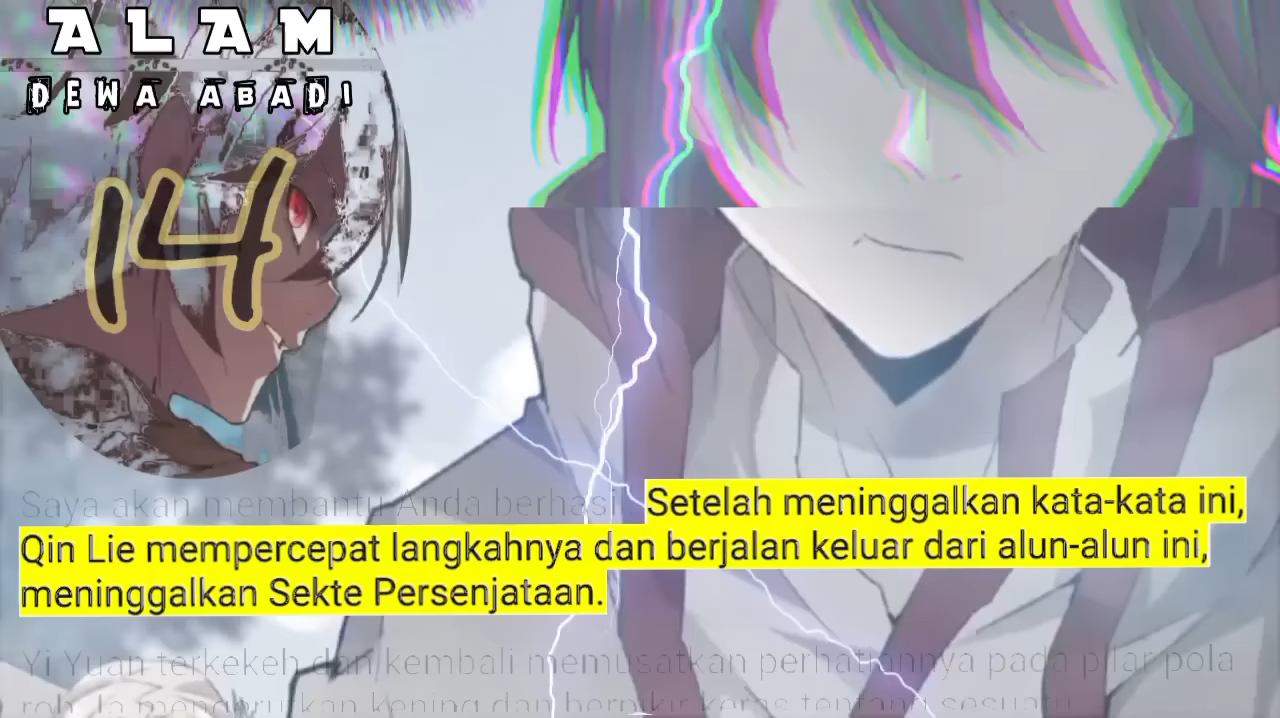 ALAM
DEWA ABADI
14
Saya akan membantu Anda berhasi Setelah meninggalkan kata-kata ini,
Qin Lie mempercepat langkahnya dan berjalan keluar dari alun-alun ini,
meninggalkan Sekte Persenjataan.
Yi Yuan terkekeh dan kembali memusatkan perhatiannya pada pilar pola
roh. Ia mengerutkan kening dan berpikir keras tentang sesuatu